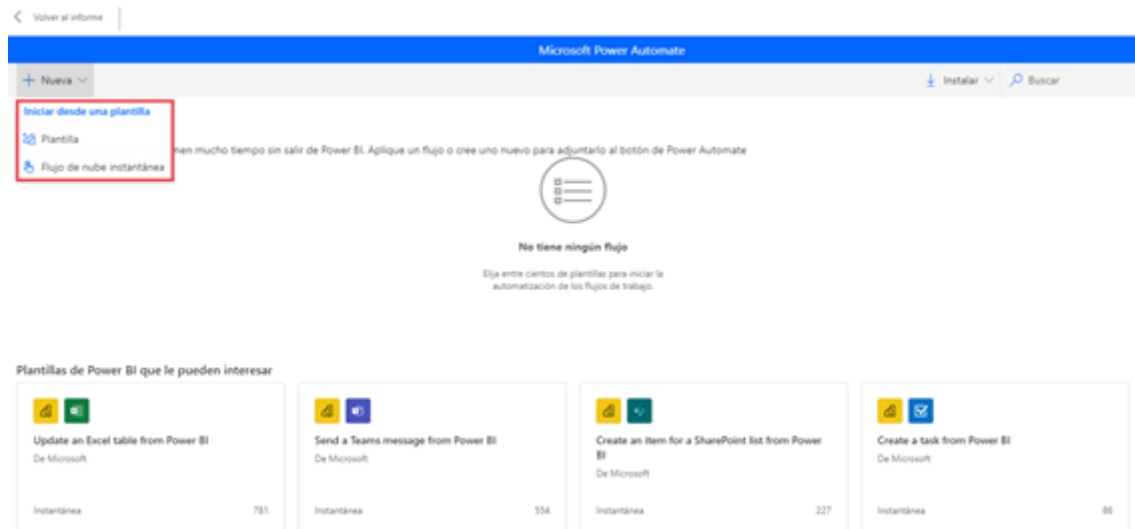 Volver al informe
Microsoft Power Automate
Nueva
Instalar
Buscar
Iniciar desde una plantilla
Plantilla
mucho tiempo sin salir de Power BI. Aplique un flujo o cree uno nuevo para adjuntarlo al botón de Power Automate
Flujo de nube instantánea
No tiene ningún flujo
Elija entre cientos de plantillas para iniciar la
automatización de los flujos de trabajo.
Plantillas de Power BI que le pueden interesar
Update an Excel table from Power BI
De Microsoft
Instantánea 781
Send a Teams message from Power BI
De Microsoft
Instantánea 554
Create an item for a SharePoint list from Power
BI
De Microsoft
Instantánea 227
Create a task from Power BI
De Microsoft
Instantánea 86